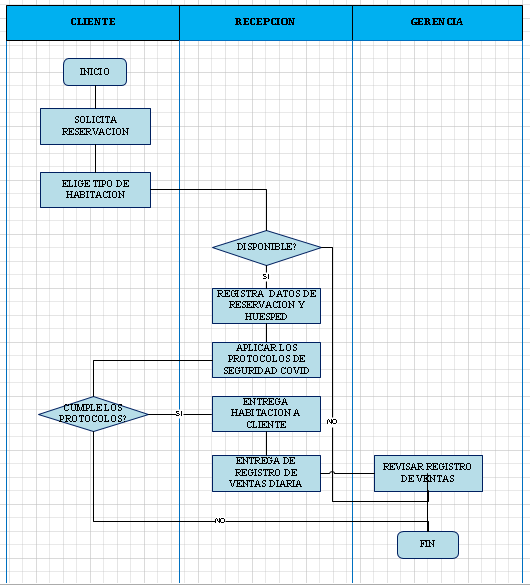 CLIENTE
RECEPCION
GERENCIA
INICIO
SOLICITA
RESERVACION
ELIGE TIPO DE
HABITACION
DISPONIBLE?
SI
REGISTRA DATOS DE
RESERVACION Y
HUESPED
APLICAR LOS
PROTOCOLOS DE
SEGURIDAD COVID
CUMPLE LOS
PROTOCOLOS?
SI
ENTREGA
HABITACION A
CLIENTE
NO
ENTREGA DE
REGISTRO DE
VENTAS DIARIA
REVISAR REGISTRO
DE VENTAS
NO
FIN